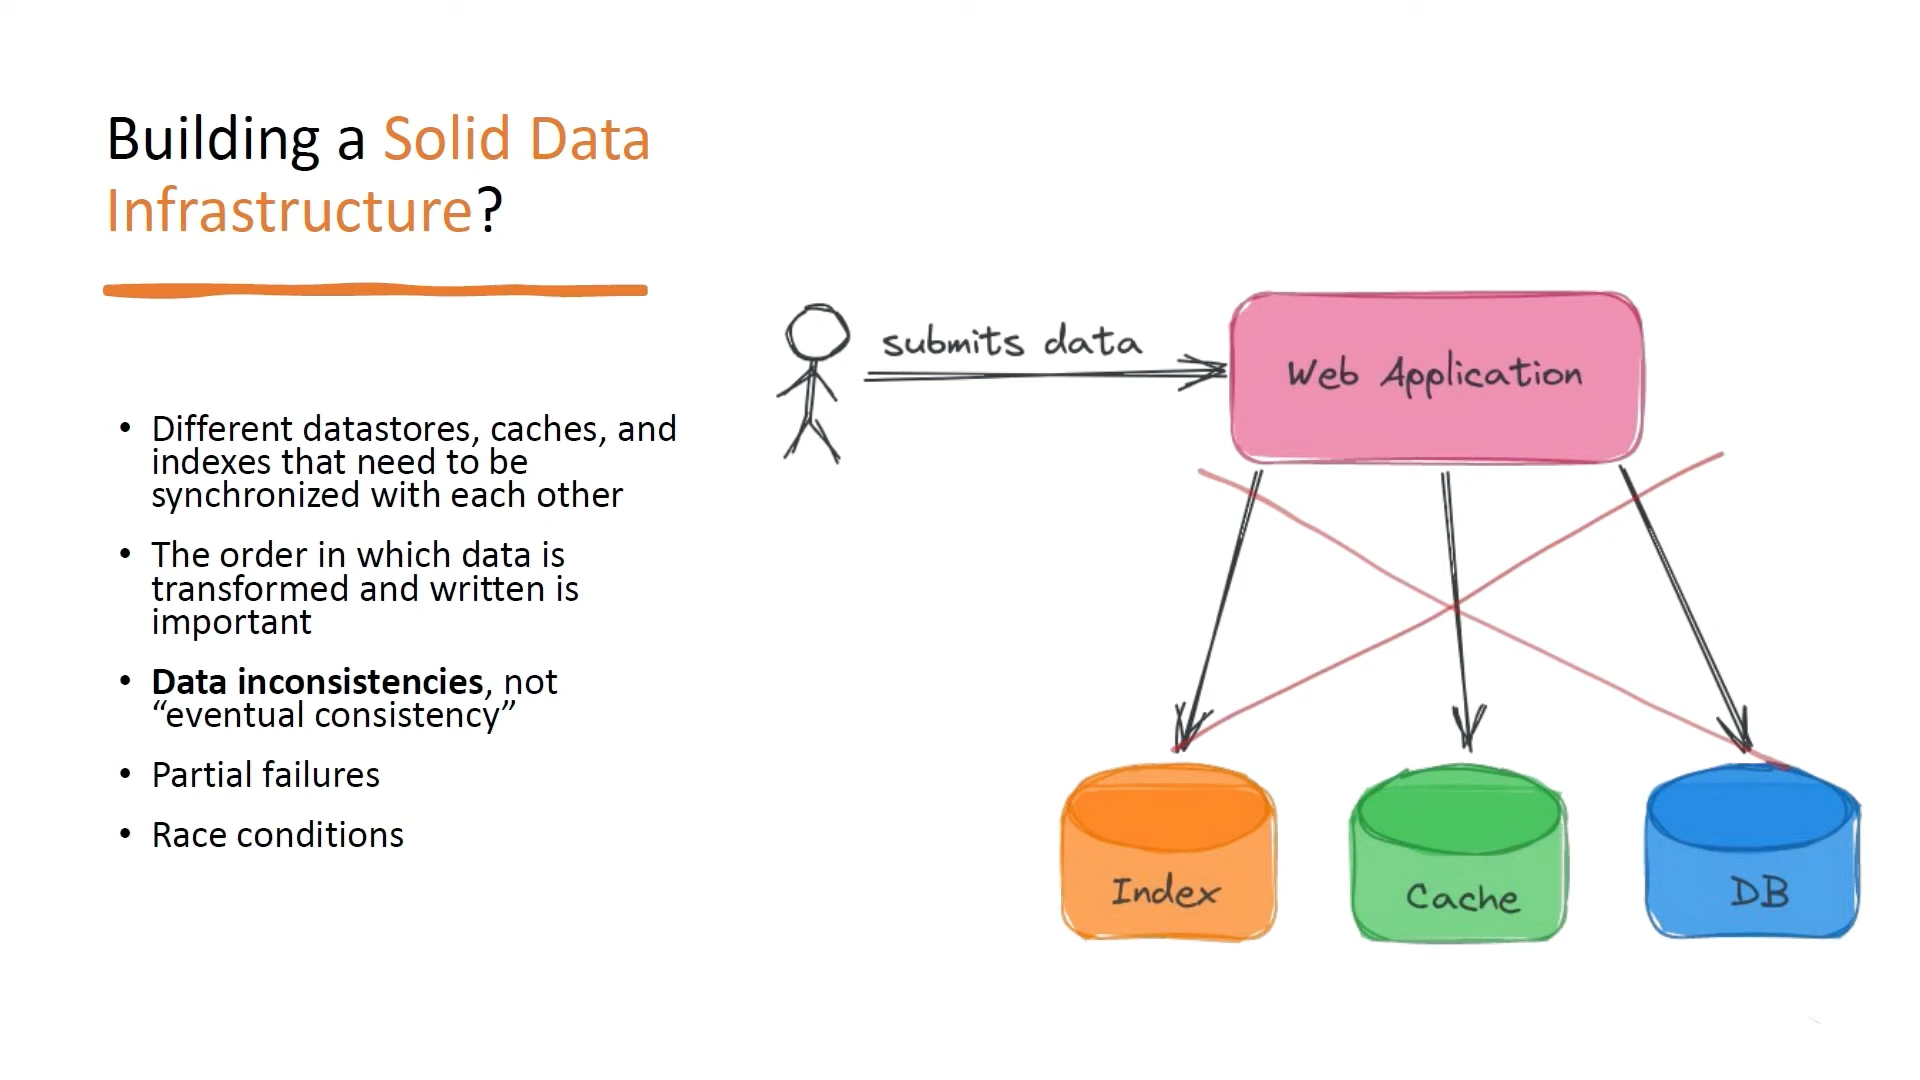 Building a Solid Data
Infrastructure?
• Different datastores, caches, and
indexes that need to be
synchronized with each other
• The order in which data is
transformed and written is
important
• Data inconsistencies, not
“eventual consistency”
• Partial failures
• Race conditions
submits data
Web Application
Index
Cache
DB